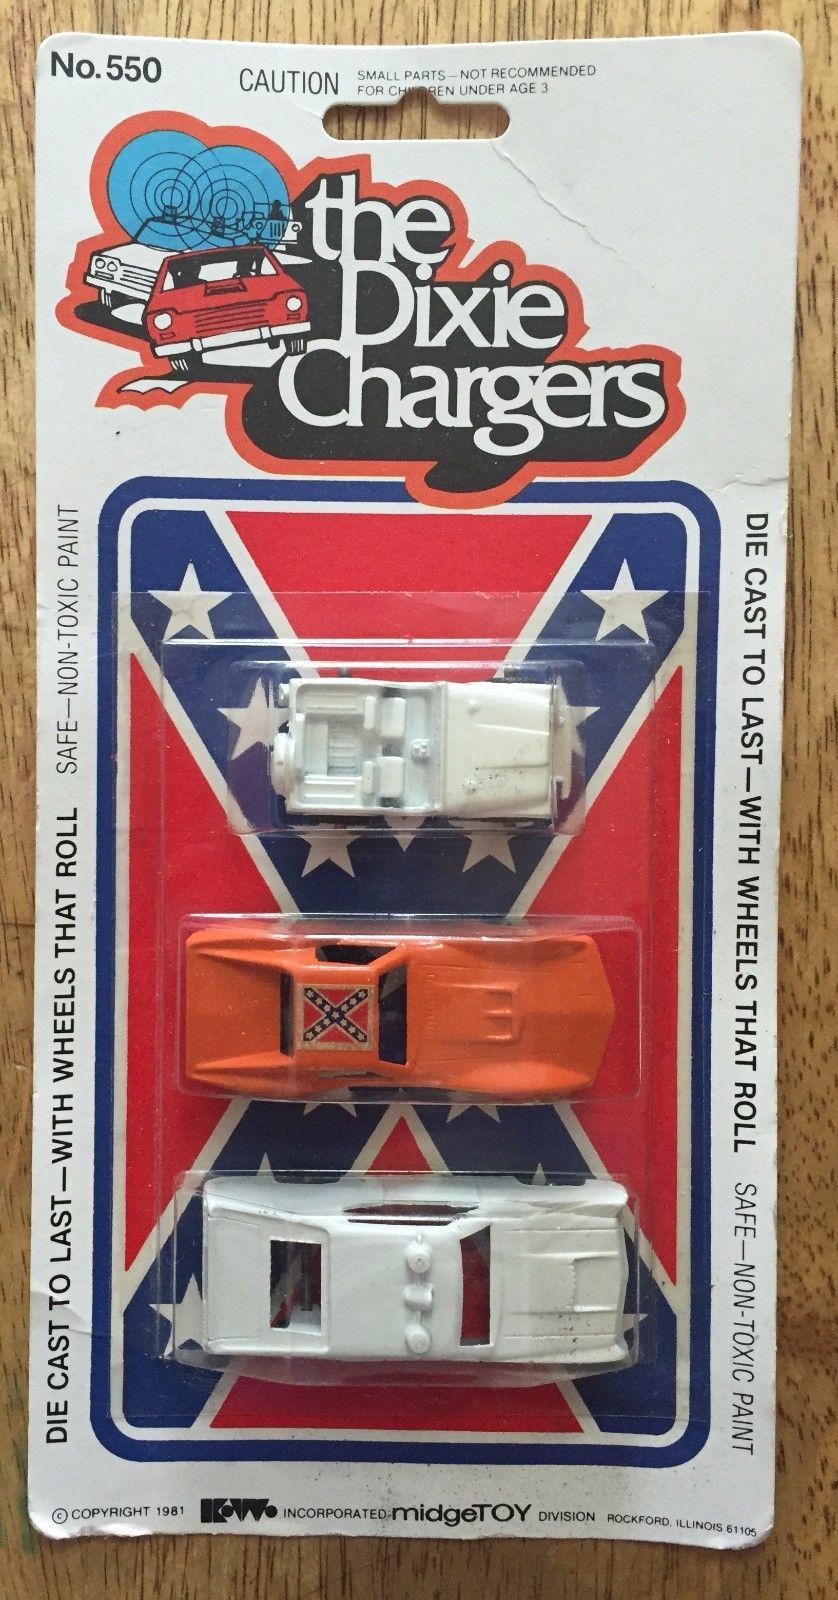 No. 550
CAUTION
SMALL PARTS—NOT RECOMMENDED
FOR CHILDREN UNDER AGE 3
the
Dixie
Chargers
DIE CAST TO LAST—WITH WHEELS THAT ROLL SAFE—NON-TOXIC PAINT
DIE CAST TO LAST—WITH WHEELS THAT ROLL SAFE—NON-TOXIC PAINT
© COPYRIGHT 1981 INCORPORATED-midgeTOY DIVISION ROCKFORD, ILLINOIS 61105